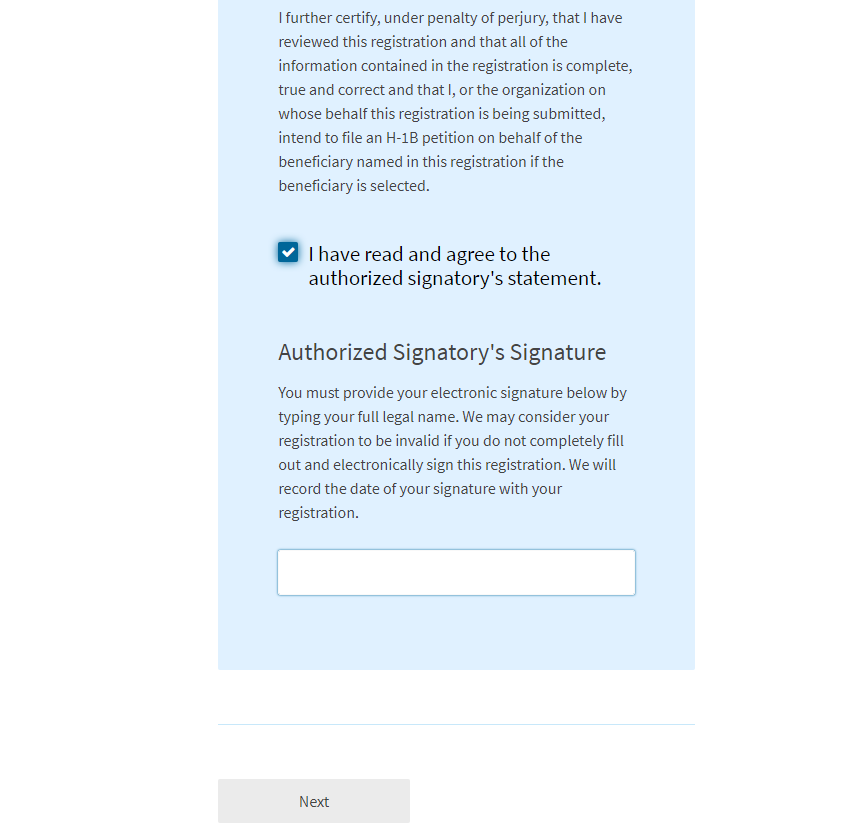 I further certify, under penalty of perjury, that I have
reviewed this registration and that all of the
information contained in the registration is complete,
true and correct and that I, or the organization on
whose behalf this registration is being submitted,
intend to file an H-1B petition on behalf of the
beneficiary named in this registration if the
beneficiary is selected.
I have read and agree to the
authorized signatory's statement.
Authorized Signatory's Signature
You must provide your electronic signature below by
typing your full legal name. We may consider your
registration to be invalid if you do not completely fill
out and electronically sign this registration. We will
record the date of your signature with your
registration.
Next